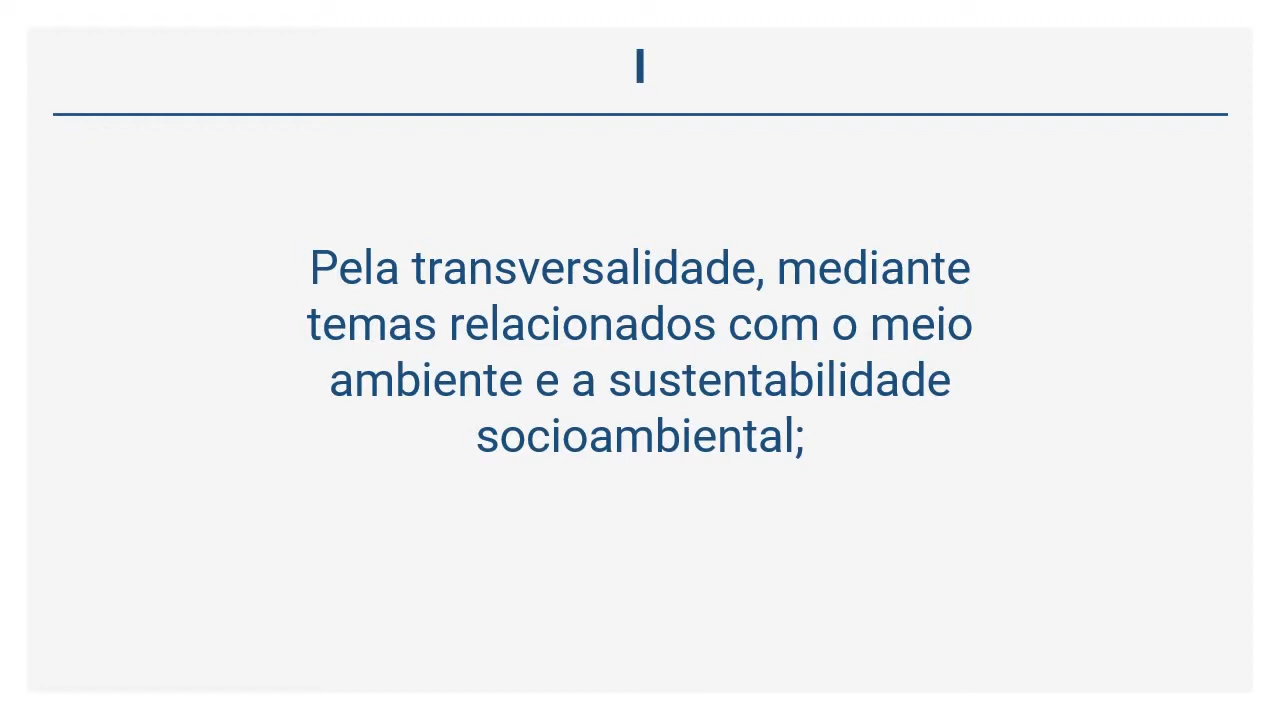 I
Pela transversalidade, mediante
temas relacionados com o meio
ambiente e a sustentabilidade
socioambiental;